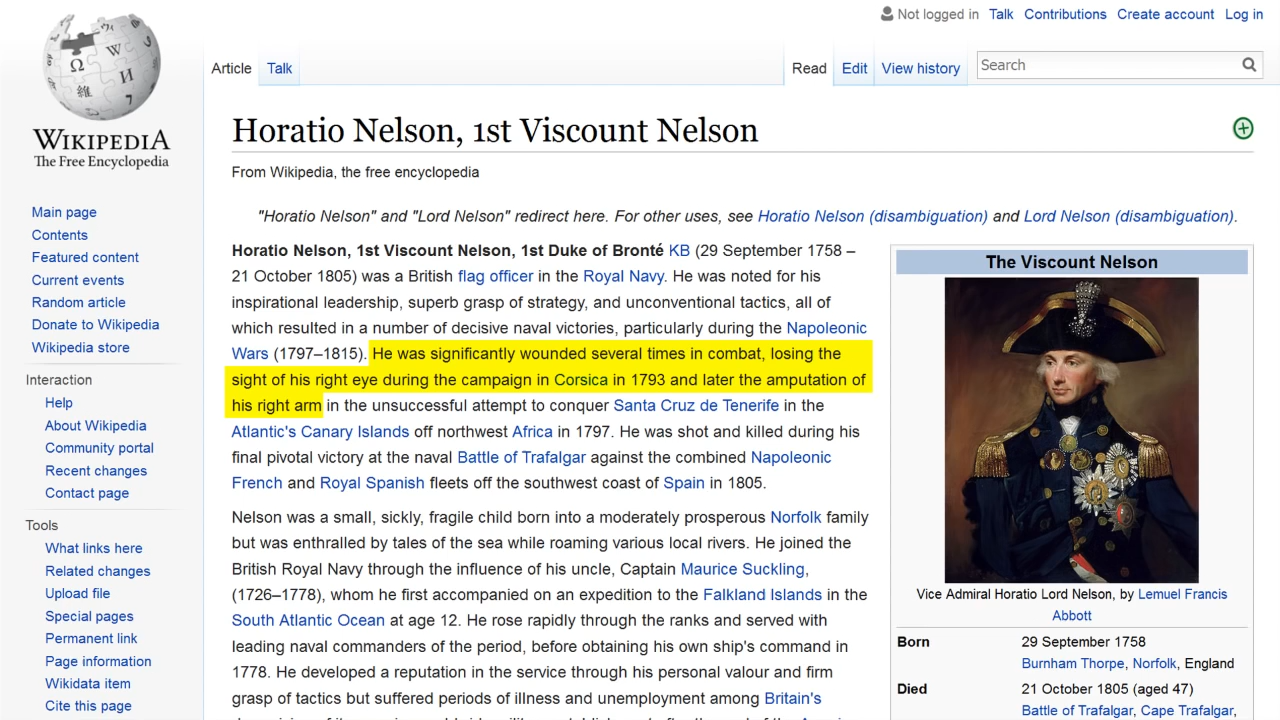 Not logged in Talk Contributions Create account Log in
Article Talk Read Edit View history Search
WIKIPEDIA
The Free Encyclopedia
Main page
Contents
Featured content
Current events
Random article
Donate to Wikipedia
Wikipedia store
Interaction
Help
About Wikipedia
Community portal
Recent changes
Contact page
Tools
What links here
Related changes
Upload file
Special pages
Permanent link
Page information
Wikidata item
Cite this page
Horatio Nelson, 1st Viscount Nelson
From Wikipedia, the free encyclopedia
"Horatio Nelson" and "Lord Nelson" redirect here. For other uses, see Horatio Nelson (disambiguation) and Lord Nelson (disambiguation).
Horatio Nelson, 1st Viscount Nelson, 1st Duke of Bronté KB (29 September 1758 –
21 October 1805) was a British flag officer in the Royal Navy. He was noted for his
inspirational leadership, superb grasp of strategy, and unconventional tactics, all of
which resulted in a number of decisive naval victories, particularly during the Napoleonic
Wars (1797–1815). He was significantly wounded several times in combat, losing the
sight of his right eye during the campaign in Corsica in 1793 and later the amputation of
his right arm in the unsuccessful attempt to conquer Santa Cruz de Tenerife in the
Atlantic's Canary Islands off northwest Africa in 1797. He was shot and killed during his
final pivotal victory at the naval Battle of Trafalgar against the combined Napoleonic
French and Royal Spanish fleets off the southwest coast of Spain in 1805.
Nelson was a small, sickly, fragile child born into a moderately prosperous Norfolk family
but was enthralled by tales of the sea while roaming various local rivers. He joined the
British Royal Navy through the influence of his uncle, Captain Maurice Suckling,
(1726–1778), whom he first accompanied on an expedition to the Falkland Islands in the
South Atlantic Ocean at age 12. He rose rapidly through the ranks and served with
leading naval commanders of the period, before obtaining his own ship's command in
1778. He developed a reputation in the service through his personal valour and firm
grasp of tactics but suffered periods of illness and unemployment among Britain's
The Viscount Nelson
Vice Admiral Horatio Lord Nelson, by Lemuel Francis
Abbott
Born 29 September 1758
Burnham Thorpe, Norfolk, England
Died 21 October 1805 (aged 47)
Battle of Trafalgar, Cape Trafalgar,